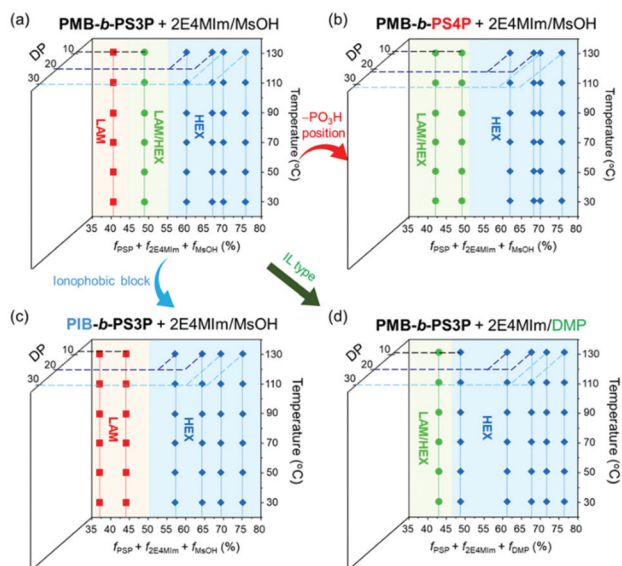 (a) PMB-b-PS3P + 2E4MIm/MsOH
DP
10
20
30
130
110
90
70
50
30
Temperature (°C)
LAM
LAM/HEX
HEX
35 40 45 50 55 60 65 70 75 80
fPSP + f2E4MIm + fMsOH (%)
–PO3H
position
(b) PMB-b-PS4P + 2E4MIm/MsOH
DP
10
20
30
130
110
90
70
50
30
Temperature (°C)
LAM/HEX
HEX
35 40 45 50 55 60 65 70 75 80
fPSP + f2E4MIm + fMsOH (%)
Ionophobic block
IL type
(c) PIB-b-PS3P + 2E4MIm/MsOH
DP
10
20
30
130
110
90
70
50
30
Temperature (°C)
LAM
HEX
35 40 45 50 55 60 65 70 75 80
fPSP + f2E4MIm + fMsOH (%)
(d) PMB-b-PS3P + 2E4MIm/DMP
DP
10
20
30
130
110
90
70
50
30
Temperature (°C)
LAM/HEX
HEX
35 40 45 50 55 60 65 70 75 80
fPSP + f2E4MIm + fDMP (%)